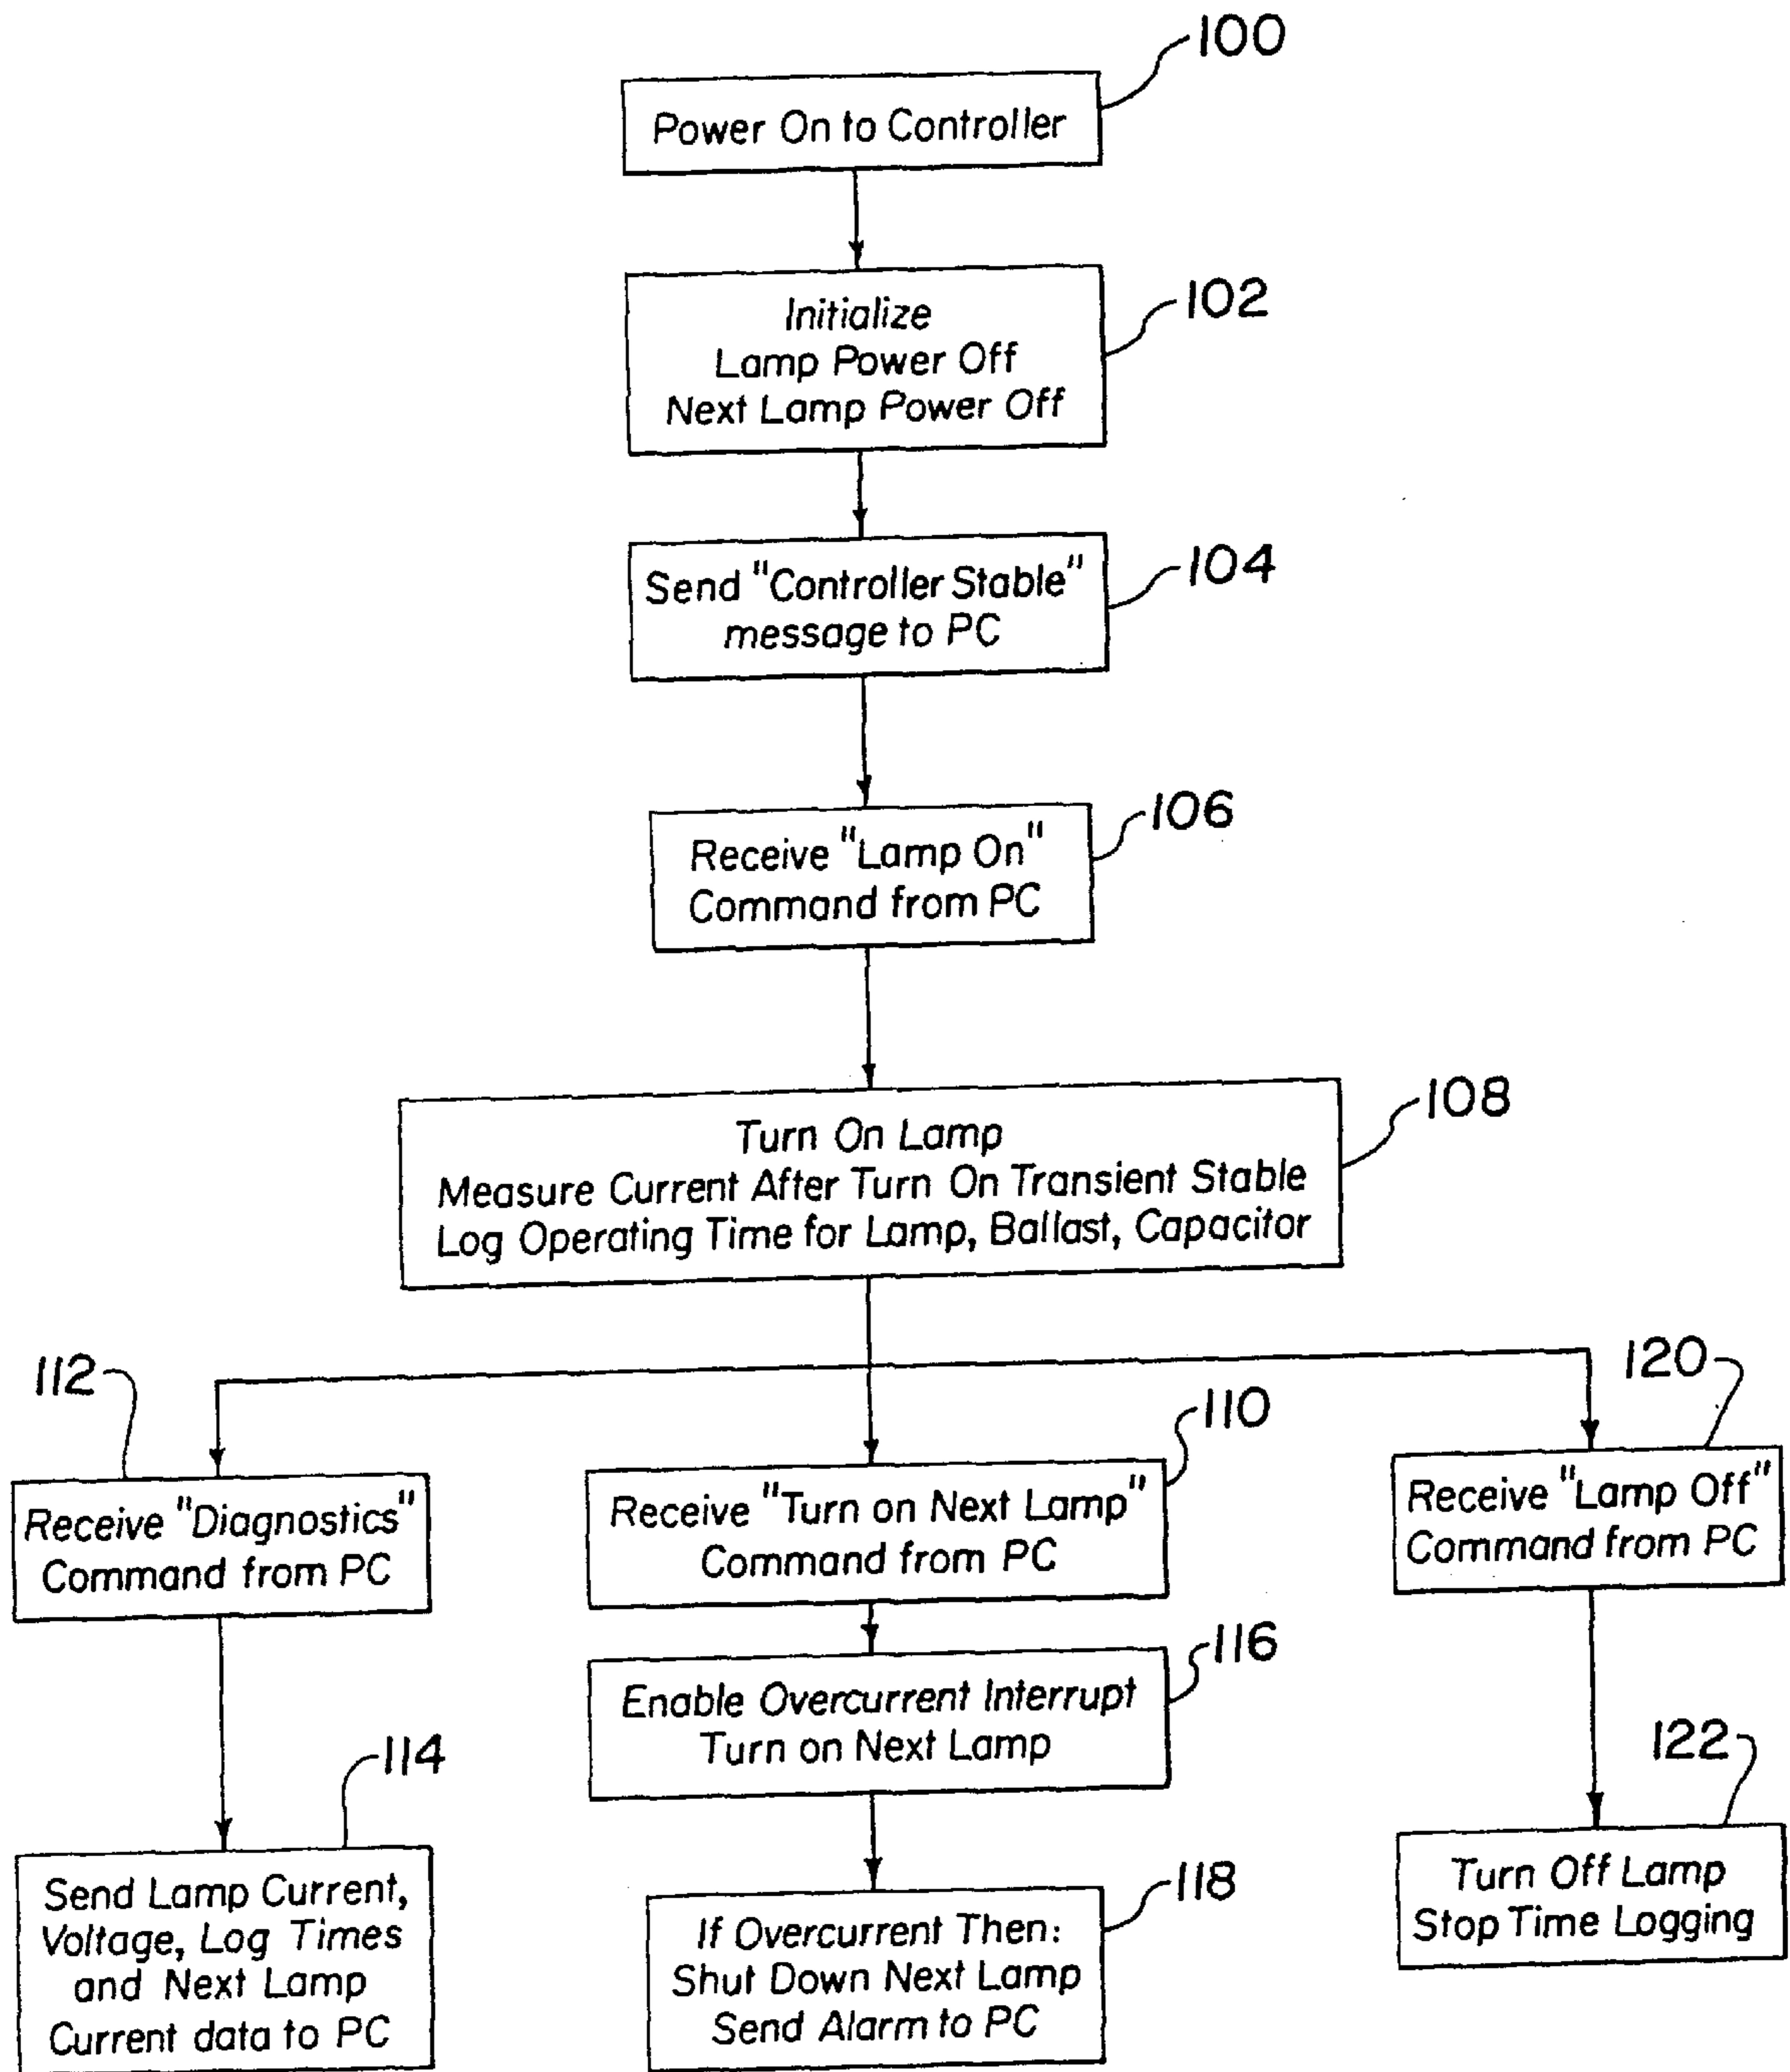 100
Power On to Controller
102
Initialize
Lamp Power Off
Next Lamp Power Off
104
Send "Controller Stable"
message to PC
106
Receive "Lamp On"
Command from PC
108
Turn On Lamp
Measure Current After Turn On Transient Stable
Log Operating Time for Lamp, Ballast, Capacitor
112
Receive "Diagnostics"
Command from PC
110
Receive "Turn on Next Lamp"
Command from PC
120
Receive "Lamp Off"
Command from PC
116
Enable Overcurrent Interrupt
Turn on Next Lamp
114
Send Lamp Current,
Voltage, Log Times
and Next Lamp
Current data to PC
118
If Overcurrent Then:
Shut Down Next Lamp
Send Alarm to PC
122
Turn Off Lamp
Stop Time Logging